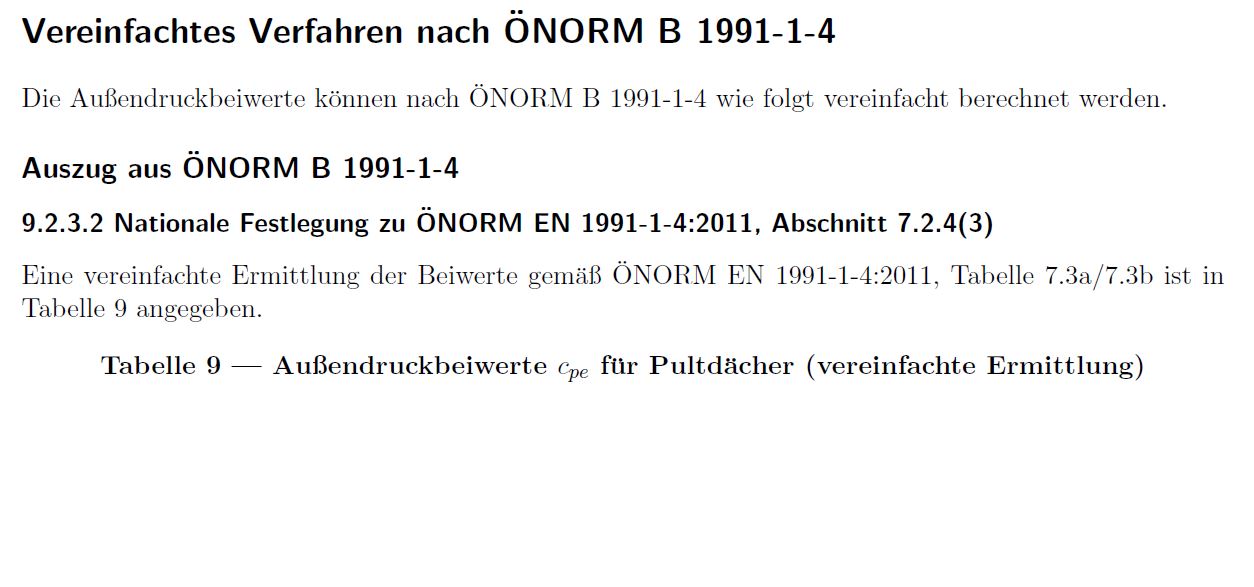 Vereinfachtes Verfahren nach ÖNORM B 1991-1-4
Die Außendruckbeiwerte können nach ÖNORM B 1991-1-4 wie folgt vereinfacht berechnet werden.
Auszug aus ÖNORM B 1991-1-4
9.2.3.2 Nationale Festlegung zu ÖNORM EN 1991-1-4:2011, Abschnitt 7.2.4(3)
Eine vereinfachte Ermittlung der Beiwerte gemäß ÖNORM EN 1991-1-4:2011, Tabelle 7.3a/7.3b ist in
Tabelle 9 angegeben.
Tabelle 9 — Außendruckbeiwerte cpe für Pultdächer (vereinfachte Ermittlung)